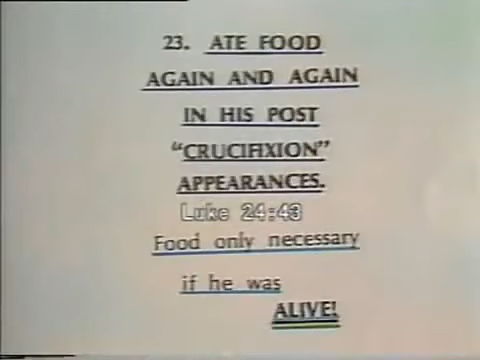 23. ATE FOOD
AGAIN AND AGAIN
IN HIS POST
“CRUCIFIXION”
APPEARANCES.
Luke 24:43
Food only necessary
if he was
ALIVE!